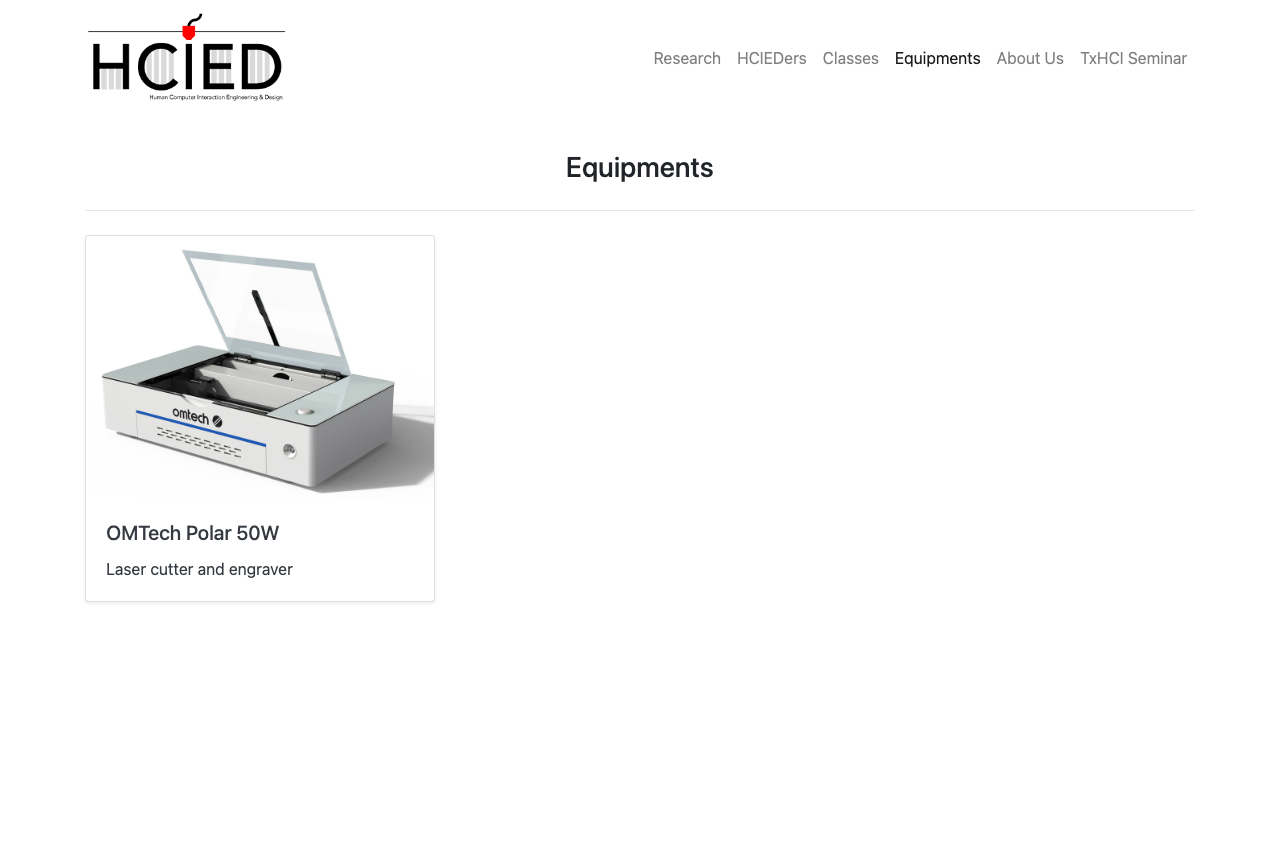 HCIED
Human Computer Interaction Engineering & Design
Research HCIEDers Classes Equipments About Us TxHCI Seminar
Equipments
omtech
OMTech Polar 50W
Laser cutter and engraver